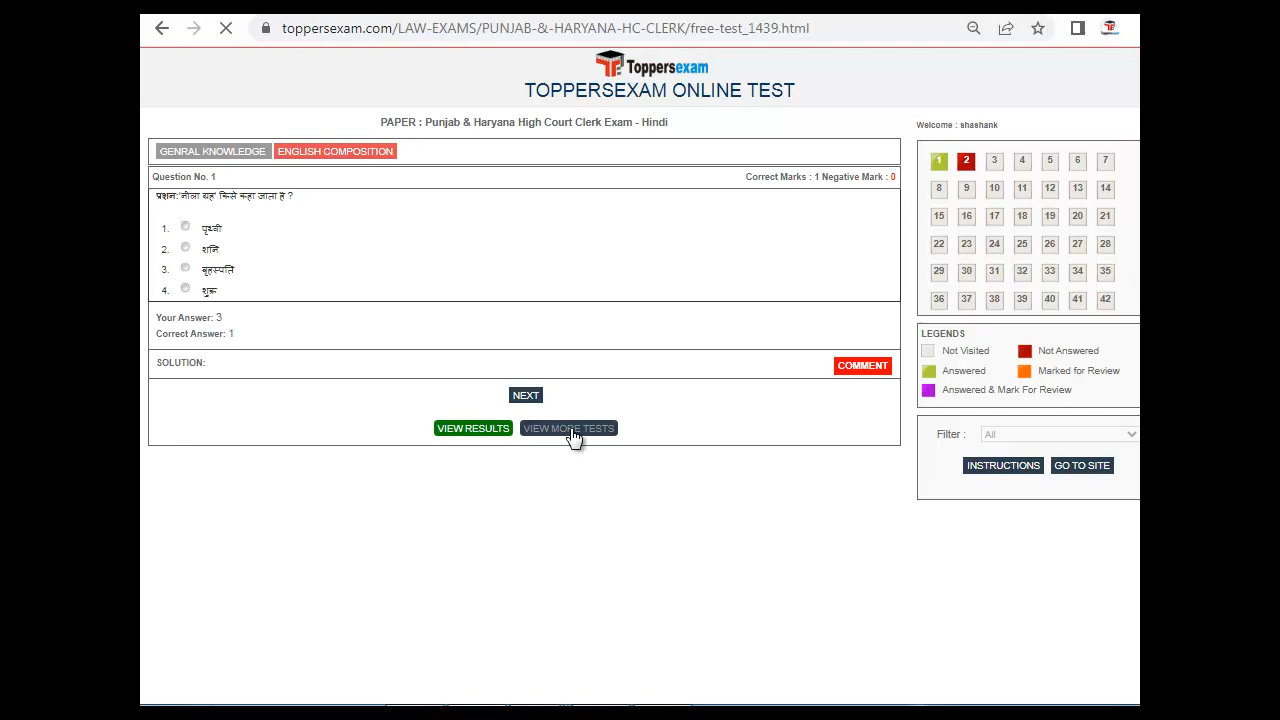 toppersexam.com/LAW-EXAMS/PUNJAB-&-HARYANA-HC-CLERK/free-test_1439.html
Toppersexam
TOPPERSEXAM ONLINE TEST
PAPER : Punjab & Haryana High Court Clerk Exam - Hindi
Welcome : shashank
GENRAL KNOWLEDGE ENGLISH COMPOSITION
Question No. 1 Correct Marks : 1 Negative Mark : 0
प्रशन:'नीला ग्रह' किसे कहा जाता है ?
1. पृथ्वी
2. शनि
3. बृहस्पति
4. शुक्र
Your Answer: 3
Correct Answer: 1
SOLUTION:
COMMENT
NEXT
VIEW RESULTS VIEW MORE TESTS
1 2 3 4 5 6 7
8 9 10 11 12 13 14
15 16 17 18 19 20 21
22 23 24 25 26 27 28
29 30 31 32 33 34 35
36 37 38 39 40 41 42
LEGENDS
Not Visited Not Answered
Answered Marked for Review
Answered & Mark For Review
Filter : All
INSTRUCTIONS GO TO SITE